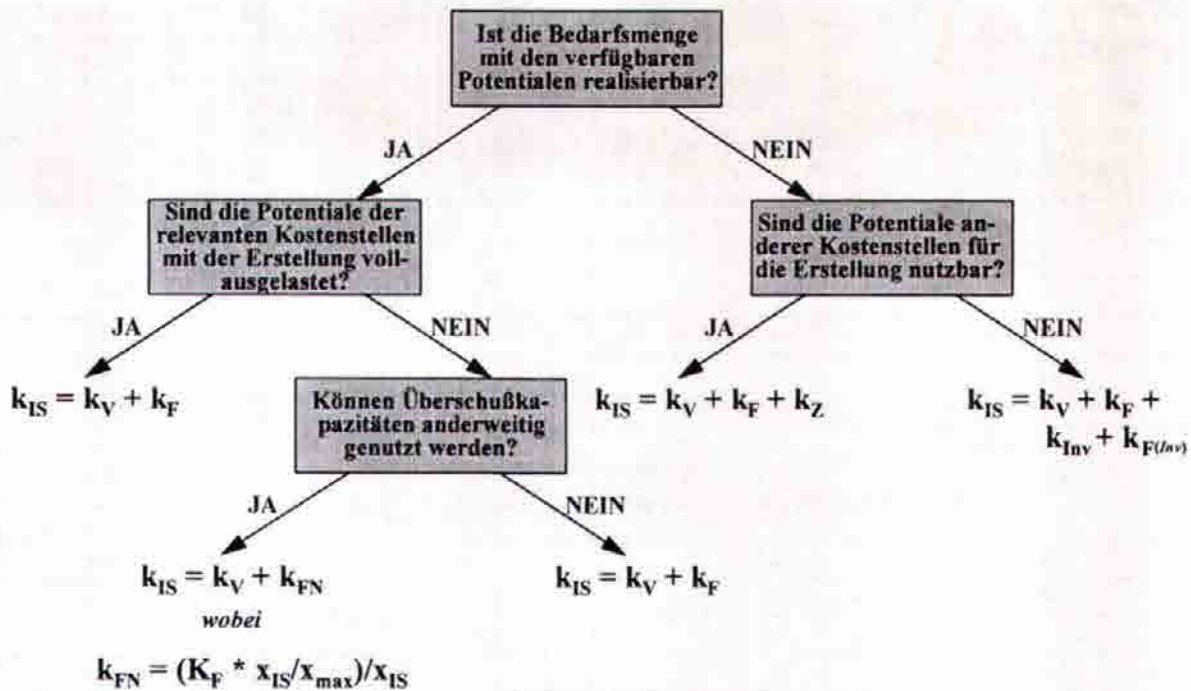 Ist die Bedarfsmenge
mit den verfügbaren
Potentialen realisierbar?
JA
NEIN
Sind die Potentiale der
relevanten Kostenstellen
mit der Erstellung voll-
ausgelastet?
Sind die Potentiale an-
derer Kostenstellen für
die Erstellung nutzbar?
JA
NEIN
JA
NEIN
k_IS = k_V + k_F
Können Überschußka-
pazitäten anderweitig
genutzt werden?
k_IS = k_V + k_F + k_Z
k_IS = k_V + k_F +
k_Inv + k_F(Inv)
JA
NEIN
k_IS = k_V + k_FN
wobei
k_FN = (K_F * x_IS/x_max)/x_IS
k_IS = k_V + k_F